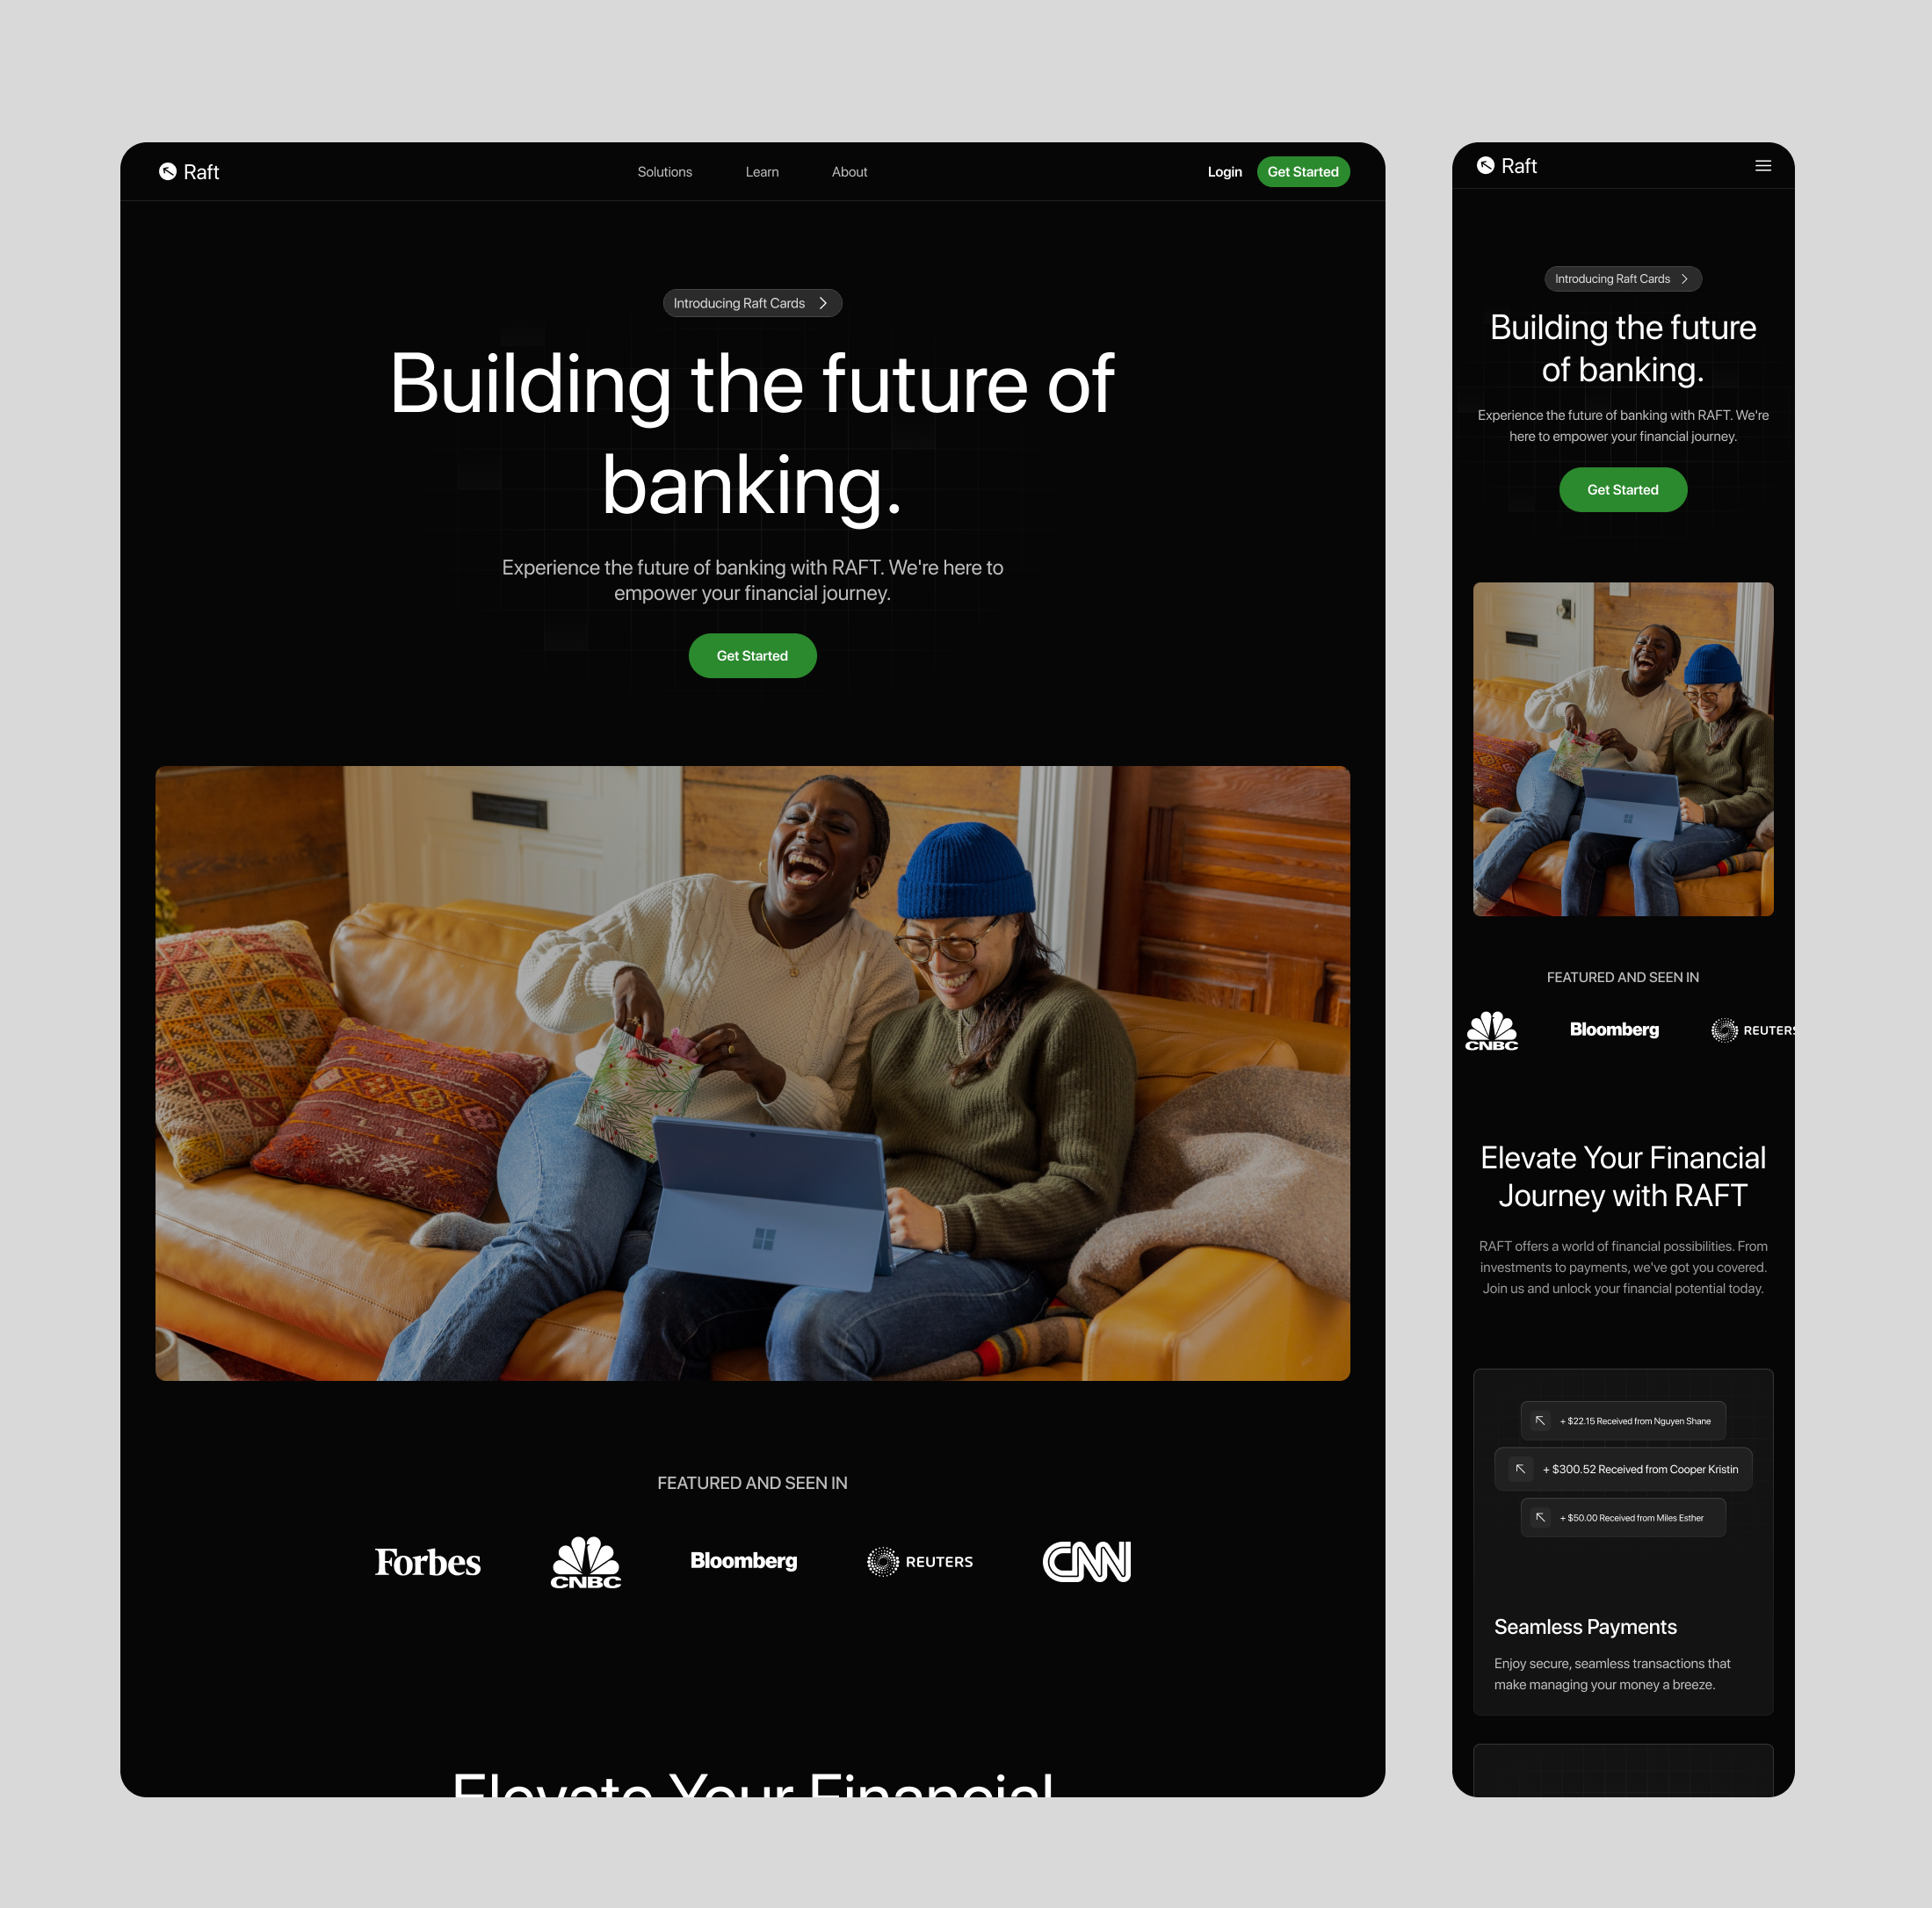 Raft
Solutions
Learn
About
Login
Get Started
Introducing Raft Cards
Building the future of
banking.
Experience the future of banking with RAFT. We're here to
empower your financial journey.
Get Started
FEATURED AND SEEN IN
Forbes
CNBC
Bloomberg
REUTERS
CNN
Elevate Your Financial
Raft
Introducing Raft Cards
Building the future
of banking.
Experience the future of banking with RAFT. We're
here to empower your financial journey.
Get Started
FEATURED AND SEEN IN
CNBC
Bloomberg
REUTERS
Elevate Your Financial
Journey with RAFT
RAFT offers a world of financial possibilities. From
investments to payments, we've got you covered.
Join us and unlock your financial potential today.
+ $22.15 Received from Nguyen Shane
+ $300.52 Received from Cooper Kristin
+ $50.00 Received from Miles Esther
Seamless Payments
Enjoy secure, seamless transactions that
make managing your money a breeze.